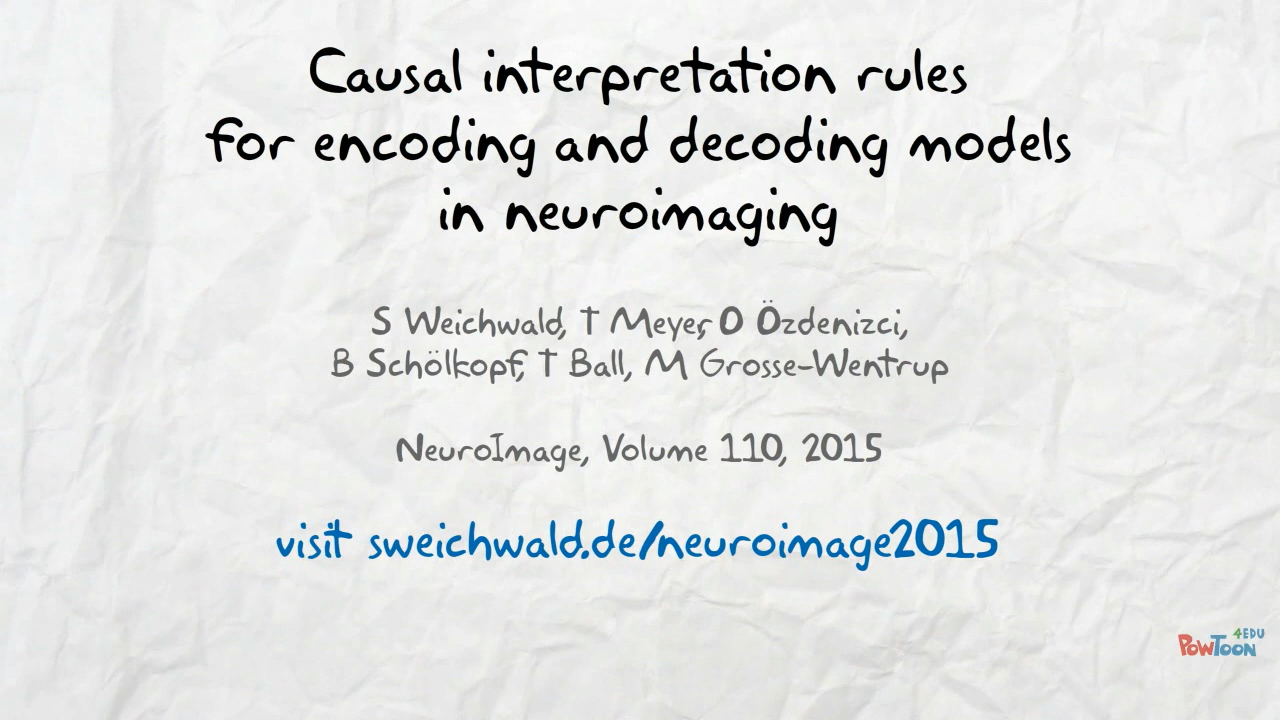 Causal interpretation rules
for encoding and decoding models
in neuroimaging
S Weichwald, T Meyer, O Özdenizci,
B Schölkopf, T Ball, M Grosse-Wentrup
NeuroImage, Volume 110, 2015
visit sweichwald.de/neuroimage2015
4EDU
PowToon